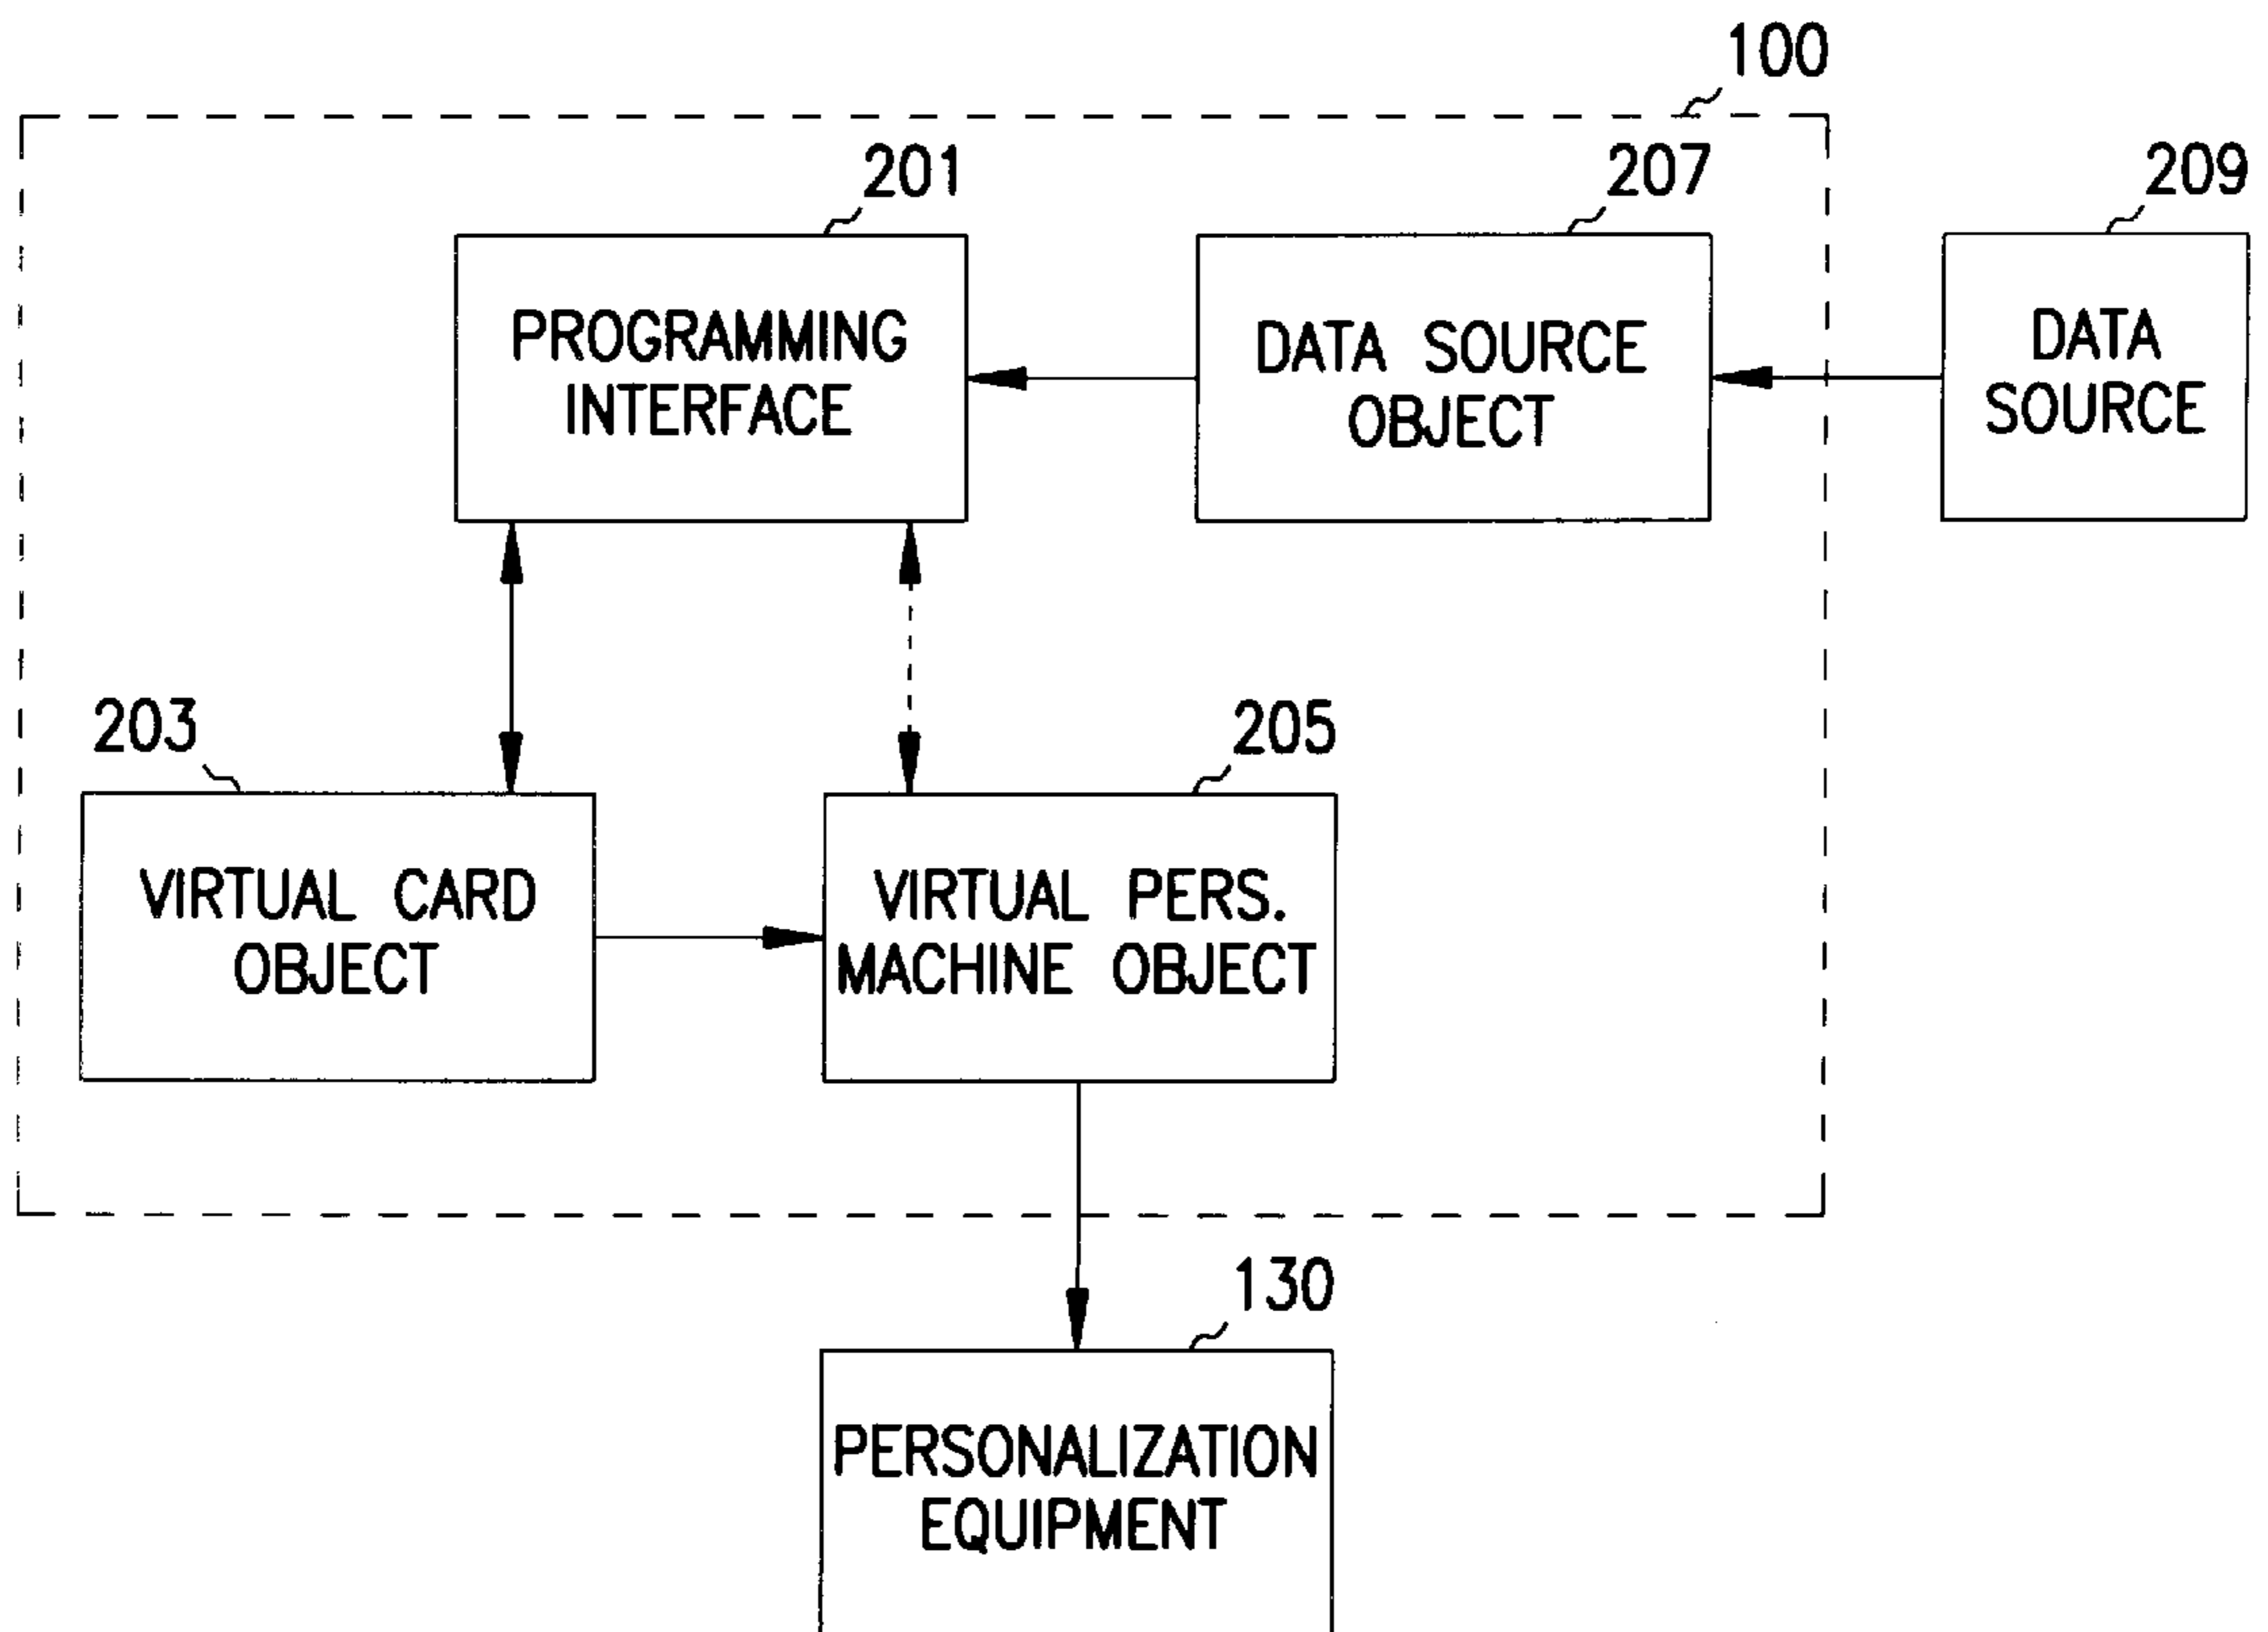 100
201
207
209
PROGRAMMING
INTERFACE
DATA SOURCE
OBJECT
DATA
SOURCE
203
205
VIRTUAL CARD
OBJECT
VIRTUAL PERS.
MACHINE OBJECT
130
PERSONALIZATION
EQUIPMENT